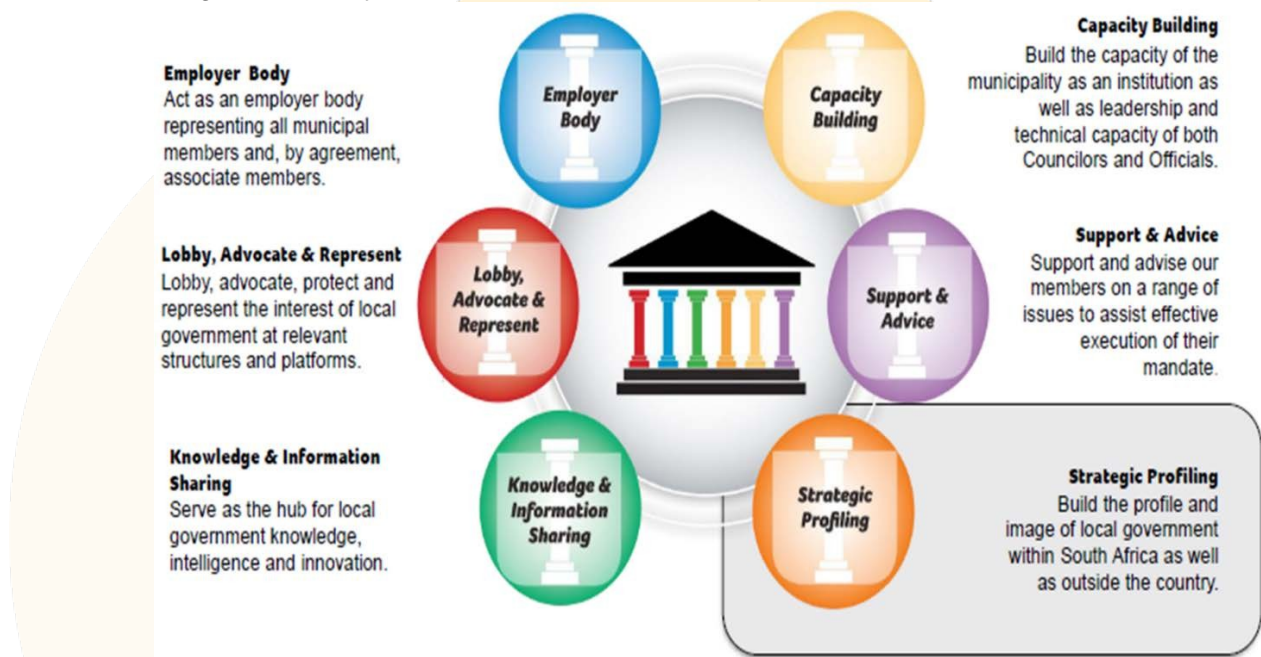 Employer Body
Act as an employer body
representing all municipal
members and, by agreement,
associate members.
Lobby, Advocate & Represent
Lobby, advocate, protect and
represent the interest of local
government at relevant
structures and platforms.
Knowledge & Information
Sharing
Serve as the hub for local
government knowledge,
intelligence and innovation.
Employer
Body
Lobby,
Advocate &
Represent
Knowledge &
Information
Sharing
Capacity
Building
Support &
Advice
Strategic
Profiling
Capacity Building
Build the capacity of the
municipality as an institution as
well as leadership and
technical capacity of both
Councilors and Officials.
Support & Advice
Support and advise our
members on a range of
issues to assist effective
execution of their
mandate.
Strategic Profiling
Build the profile and
image of local government
within South Africa as well
as outside the country.